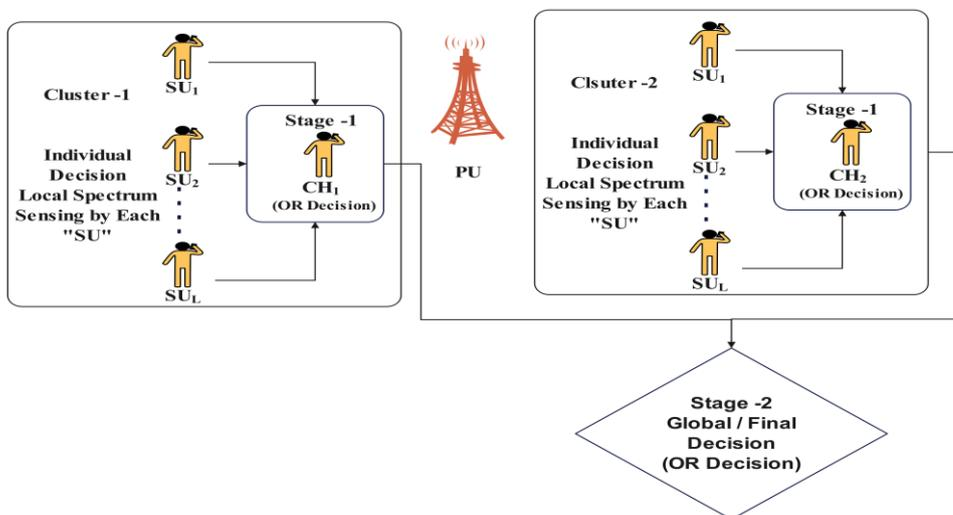 Cluster -1
SU1
Individual
Decision
Local Spectrum
Sensing by Each
"SU"
SU2
SUL
Stage -1
CH1
(OR Decision)
PU
Clsuter -2
SU1
Individual
Decision
Local Spectrum
Sensing by Each
"SU"
SU2
SUL
Stage -1
CH2
(OR Decision)
Stage -2
Global / Final
Decision
(OR Decision)